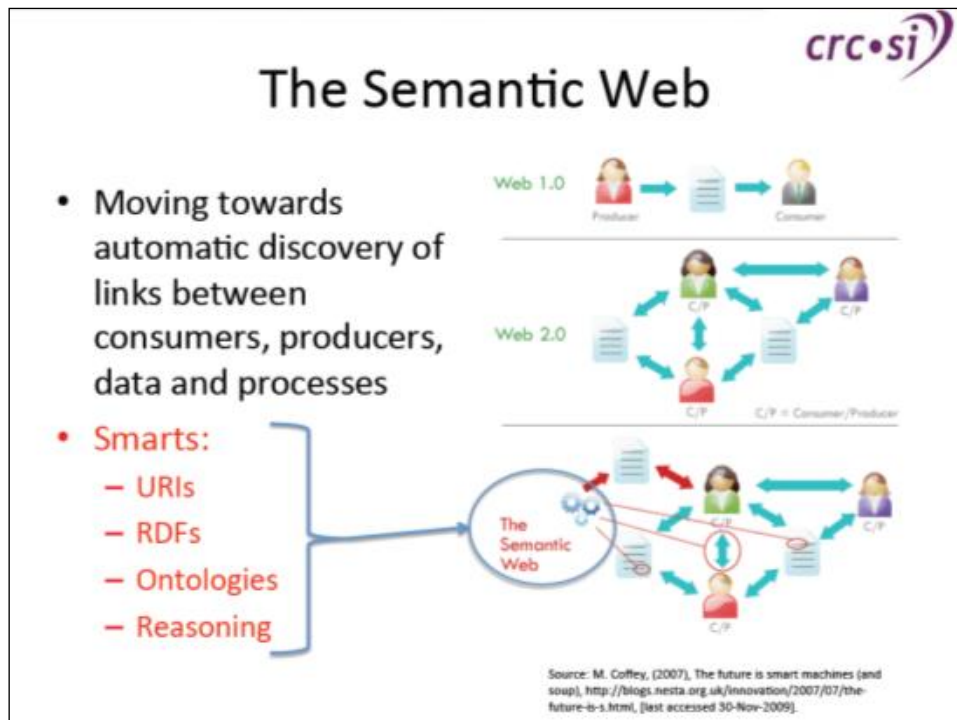 crc•si
The Semantic Web
• Moving towards
automatic discovery of
links between
consumers, producers,
data and processes
• Smarts:
– URIs
– RDFs
– Ontologies
– Reasoning
Web 1.0
Producer
Consumer
Web 2.0
C/P
C/P
C/P
C/P = Consumer/Producer
The
Semantic
Web
C/P
C/P
C/P
Source: M. Coffey, (2007), The future is smart machines (and
soup), http://blogs.nesta.org.uk/innovation/2007/07/the-
future-is-s.html, [last accessed 30-Nov-2009].